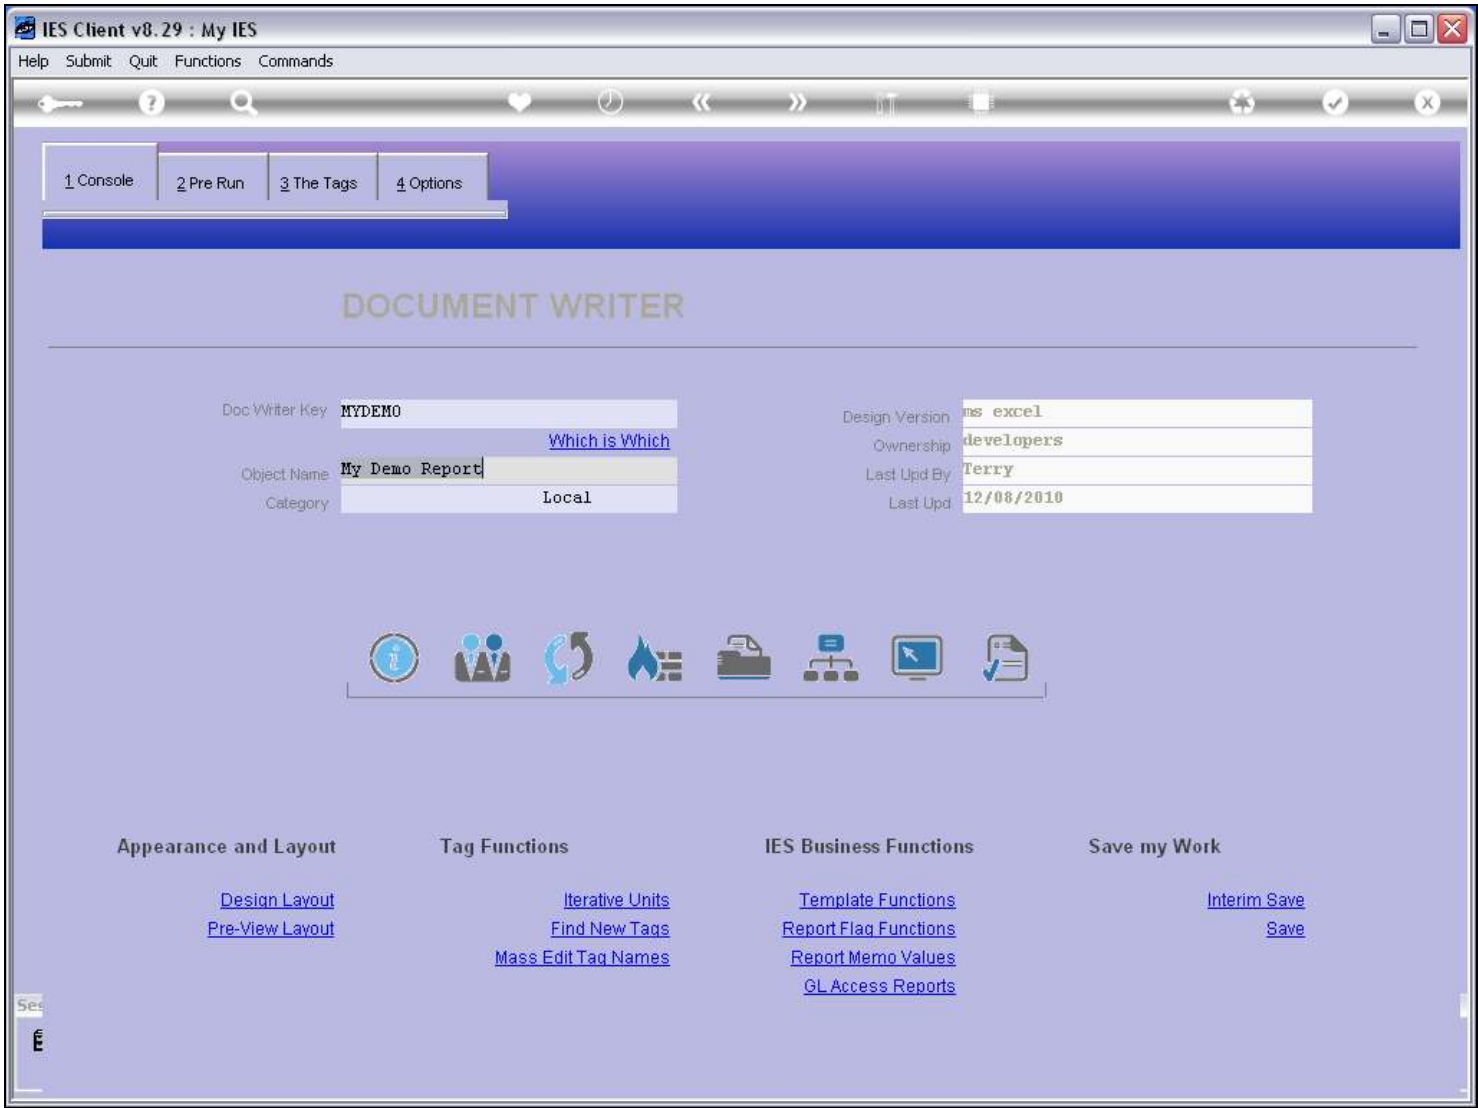 IES Client v8.29 : My IES
Help Submit Quit Functions Commands
1 Console
2 Pre Run
3 The Tags
4 Options
DOCUMENT WRITER
Doc Writer Key MYDEMO
Which is Which
Object Name My Demo Report
Category Local
Design Version ms excel
Ownership developers
Last Upd By Terry
Last Upd 12/08/2010
Appearance and Layout
Design Layout
Pre-View Layout
Tag Functions
Iterative Units
Find New Tags
Mass Edit Tag Names
IES Business Functions
Template Functions
Report Flag Functions
Report Memo Values
GL Access Reports
Save my Work
Interim Save
Save